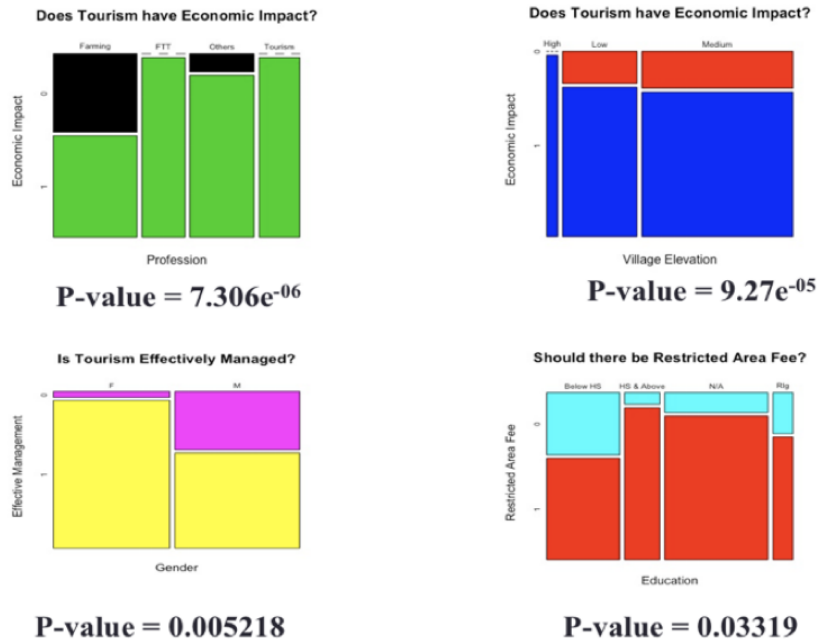 Does Tourism have Economic Impact?
Farming FTT Others Tourism
0
Economic Impact
1
Profession
P-value = 7.306e-06
Does Tourism have Economic Impact?
High Low Medium
0
Economic Impact
1
Village Elevation
P-value = 9.27e-05
Is Tourism Effectively Managed?
F M
0
Effective Management
1
Gender
P-value = 0.005218
Should there be Restricted Area Fee?
Below HS HS & Above N/A Rlg
0
Restricted Area Fee
1
Education
P-value = 0.03319